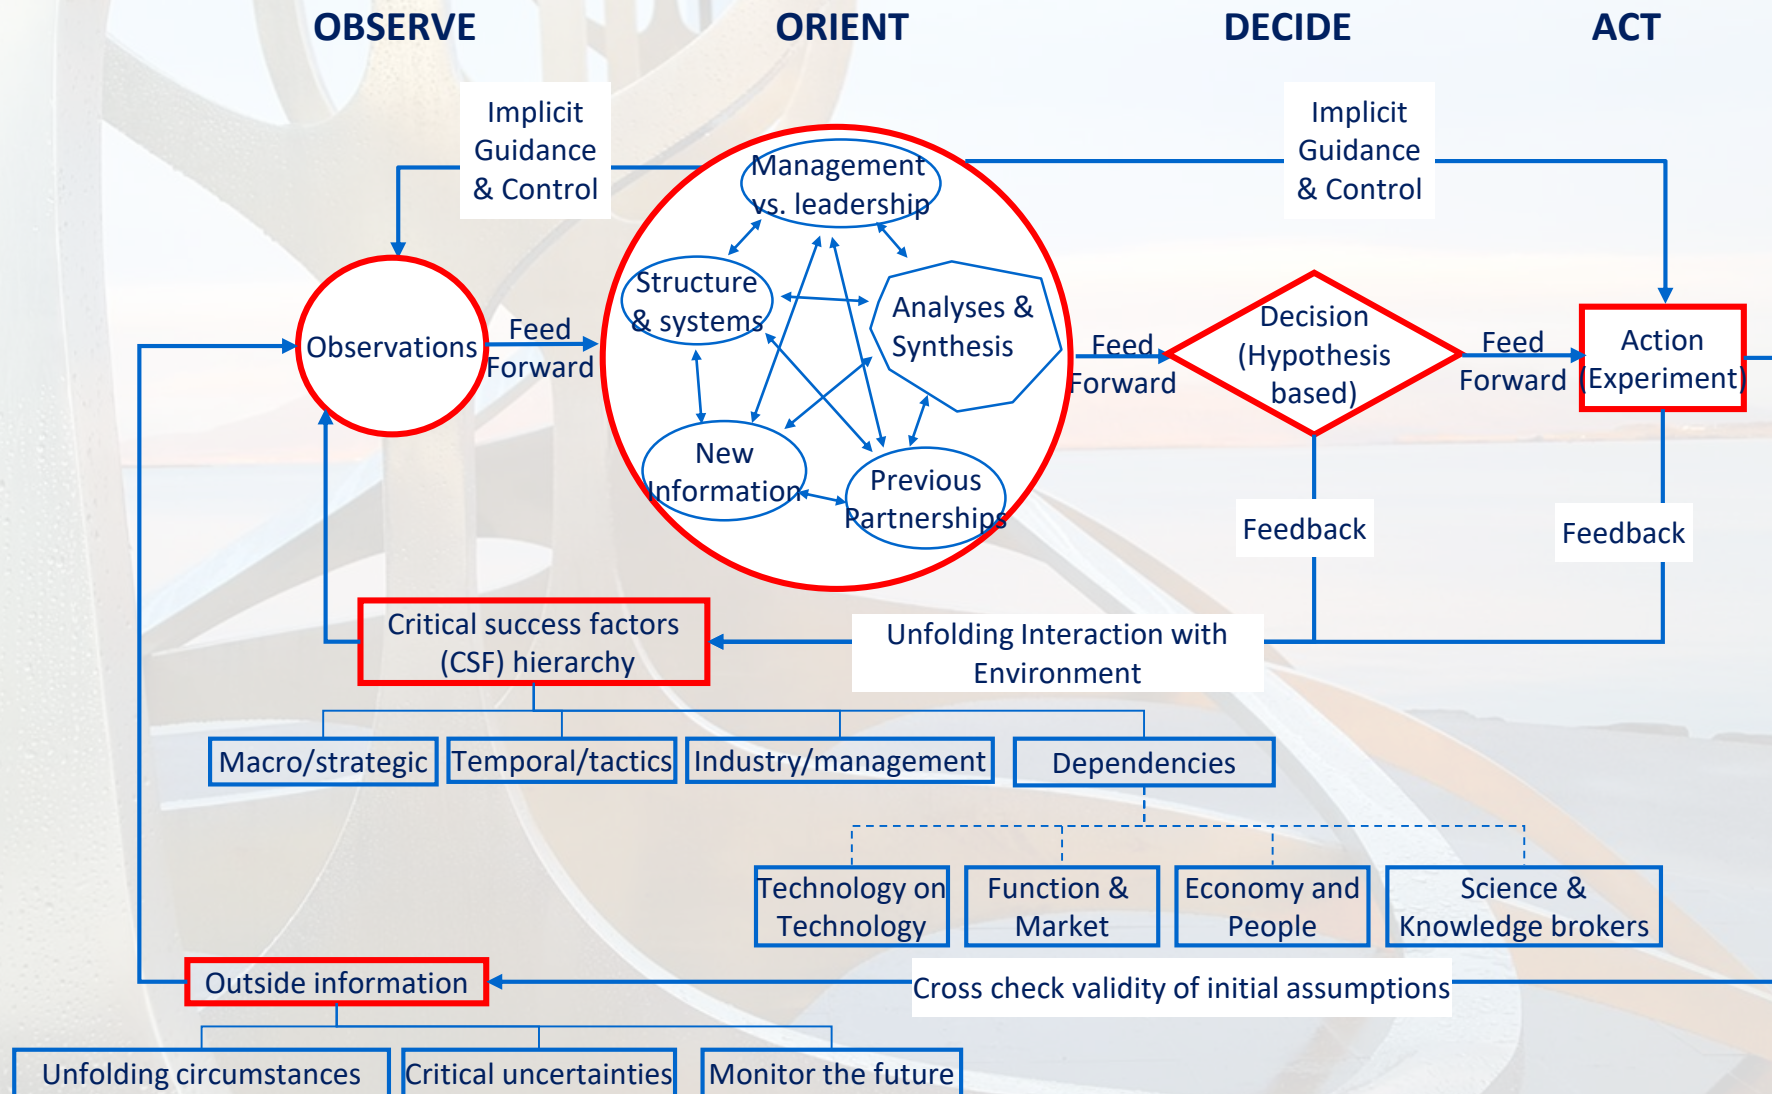 OBSERVE
ORIENT
DECIDE
ACT
Implicit
Guidance
& Control
Implicit
Guidance
& Control
Management
vs. leadership
Structure
& systems
Analyses &
Synthesis
New
Information
Previous
Partnerships
Observations
Feed
Forward
Feed
Forward
Decision
(Hypothesis
based)
Feed
Forward
Action
(Experiment)
Feedback
Feedback
Critical success factors
(CSF) hierarchy
Unfolding Interaction with
Environment
Macro/strategic
Temporal/tactics
Industry/management
Dependencies
Technology on
Technology
Function &
Market
Economy and
People
Science &
Knowledge brokers
Outside information
Cross check validity of initial assumptions
Unfolding circumstances
Critical uncertainties
Monitor the future